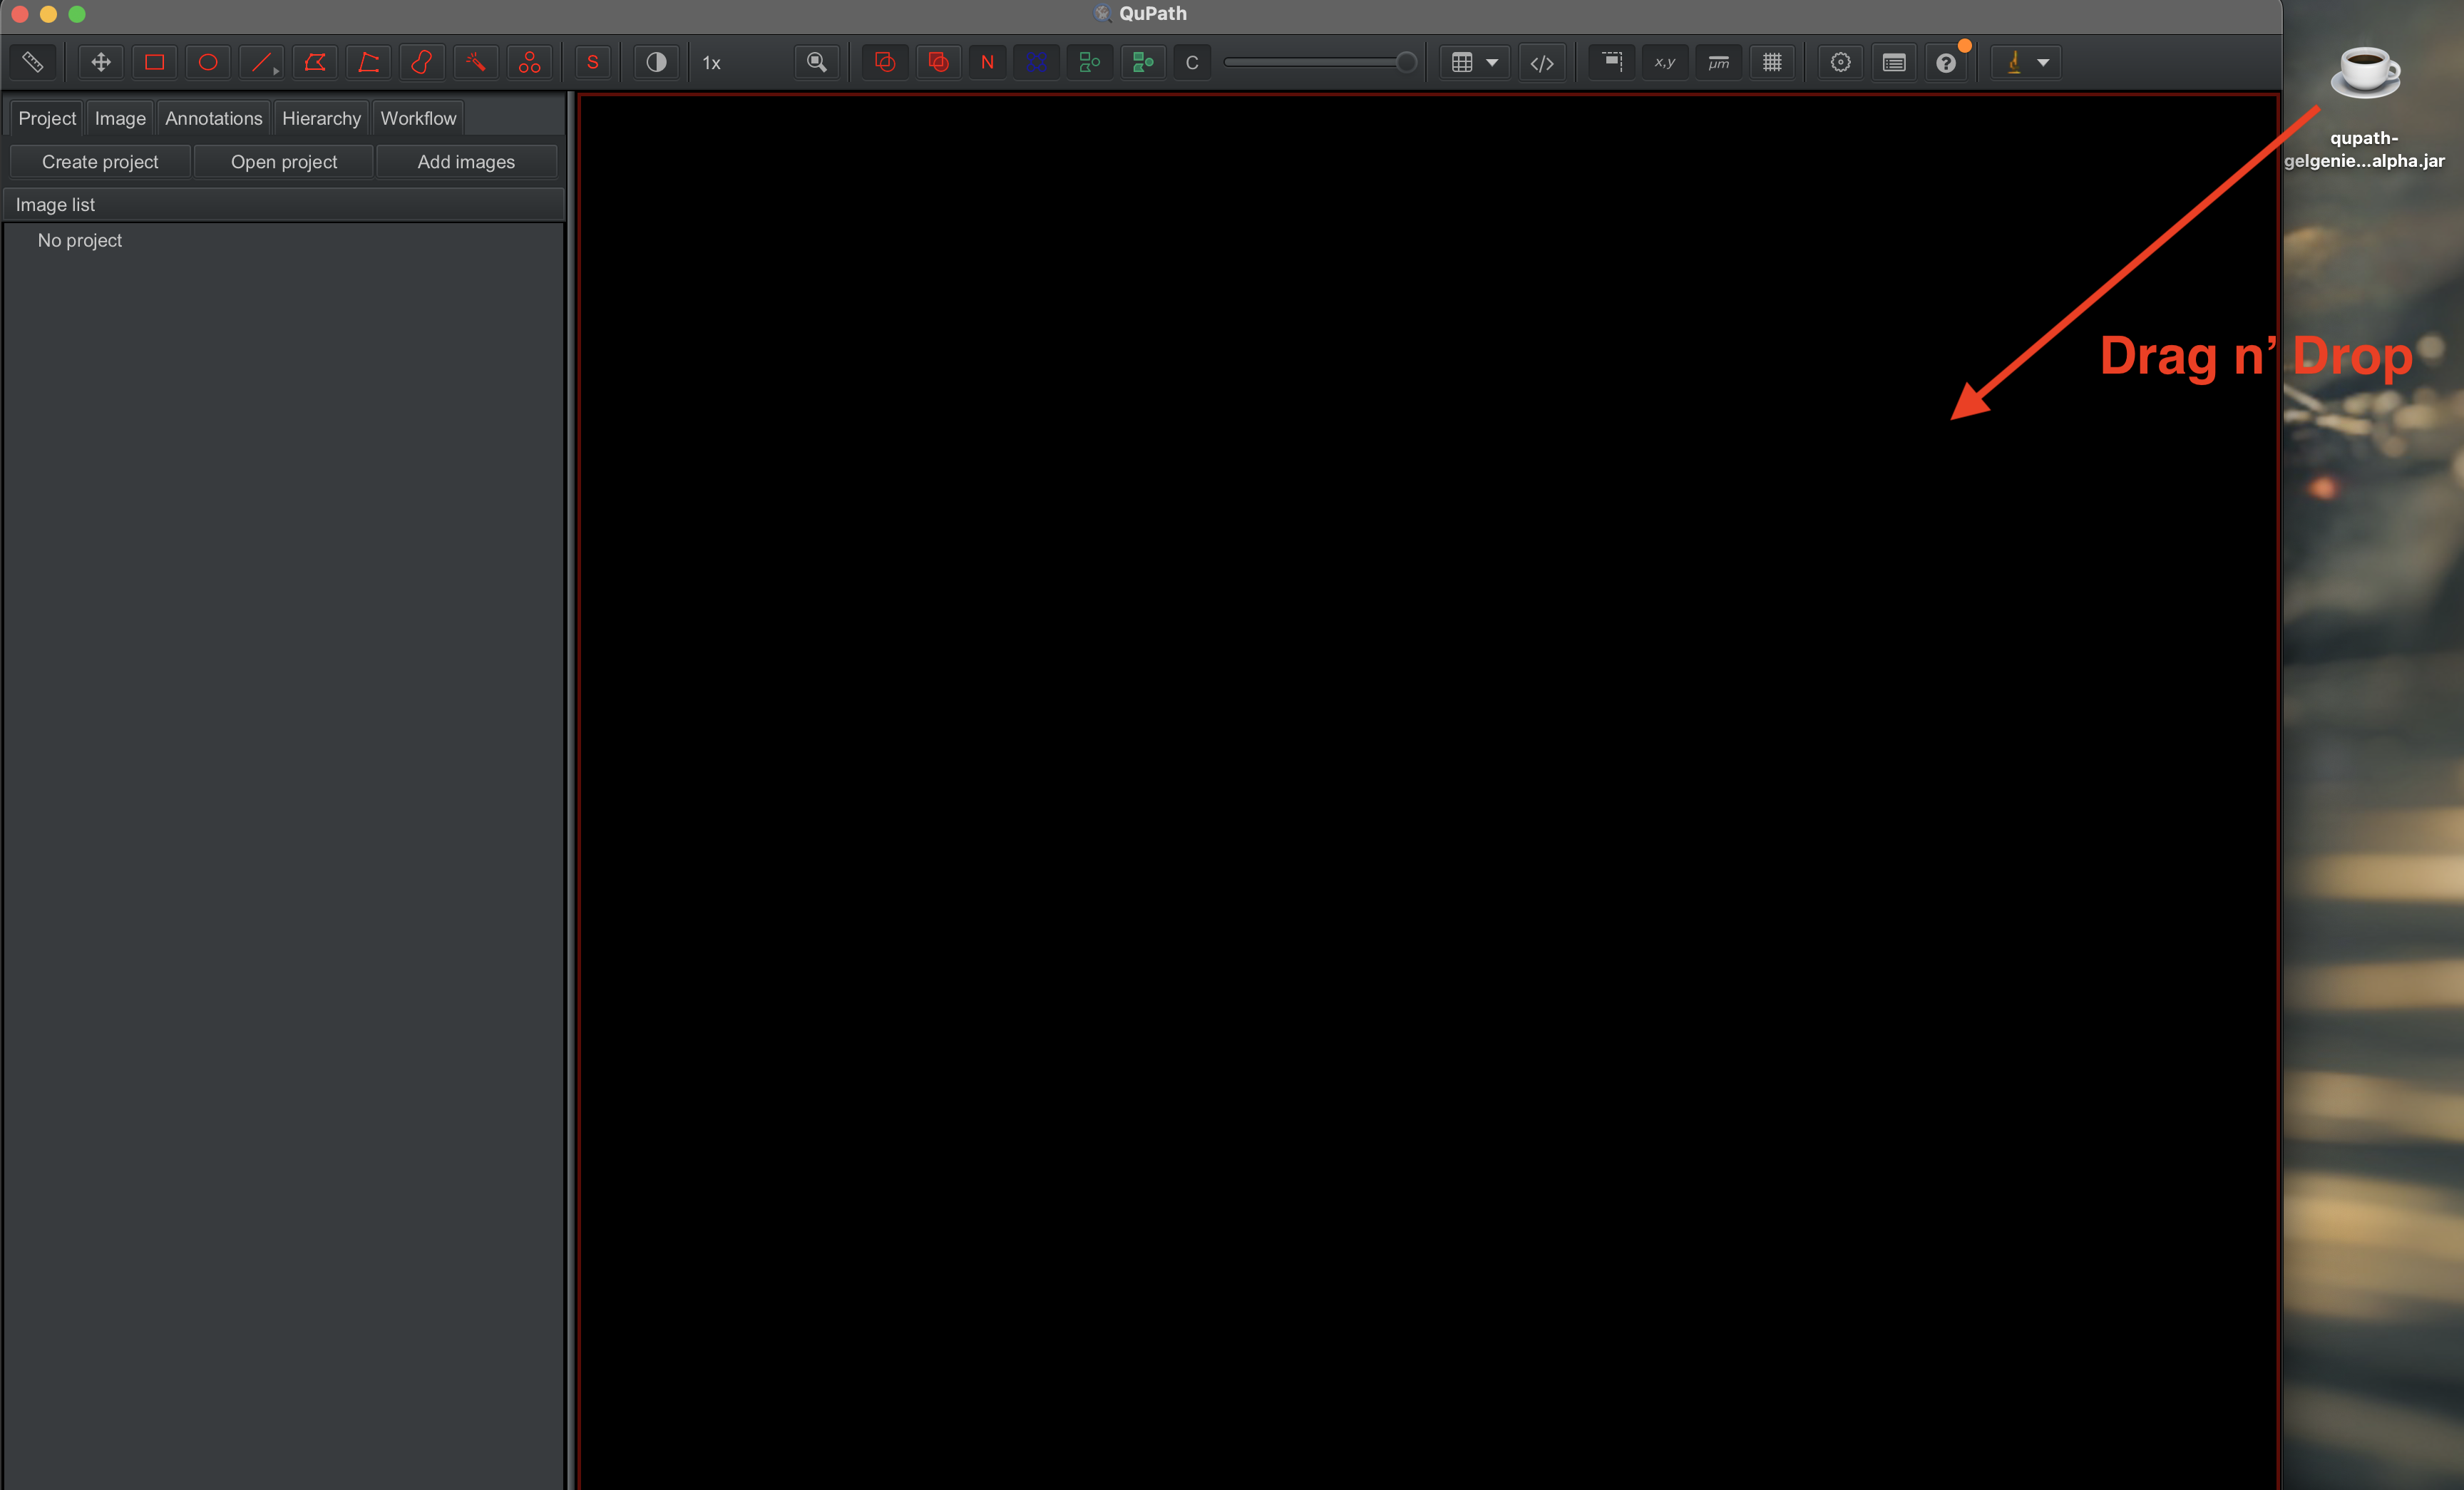 QuPath
S
1x
N
C
</>
x,y
μm
?
Project
Image
Annotations
Hierarchy
Workflow
Create project
Open project
Add images
Image list
No project
qupath-
gelgenie...alpha.jar
Drag n’ Drop